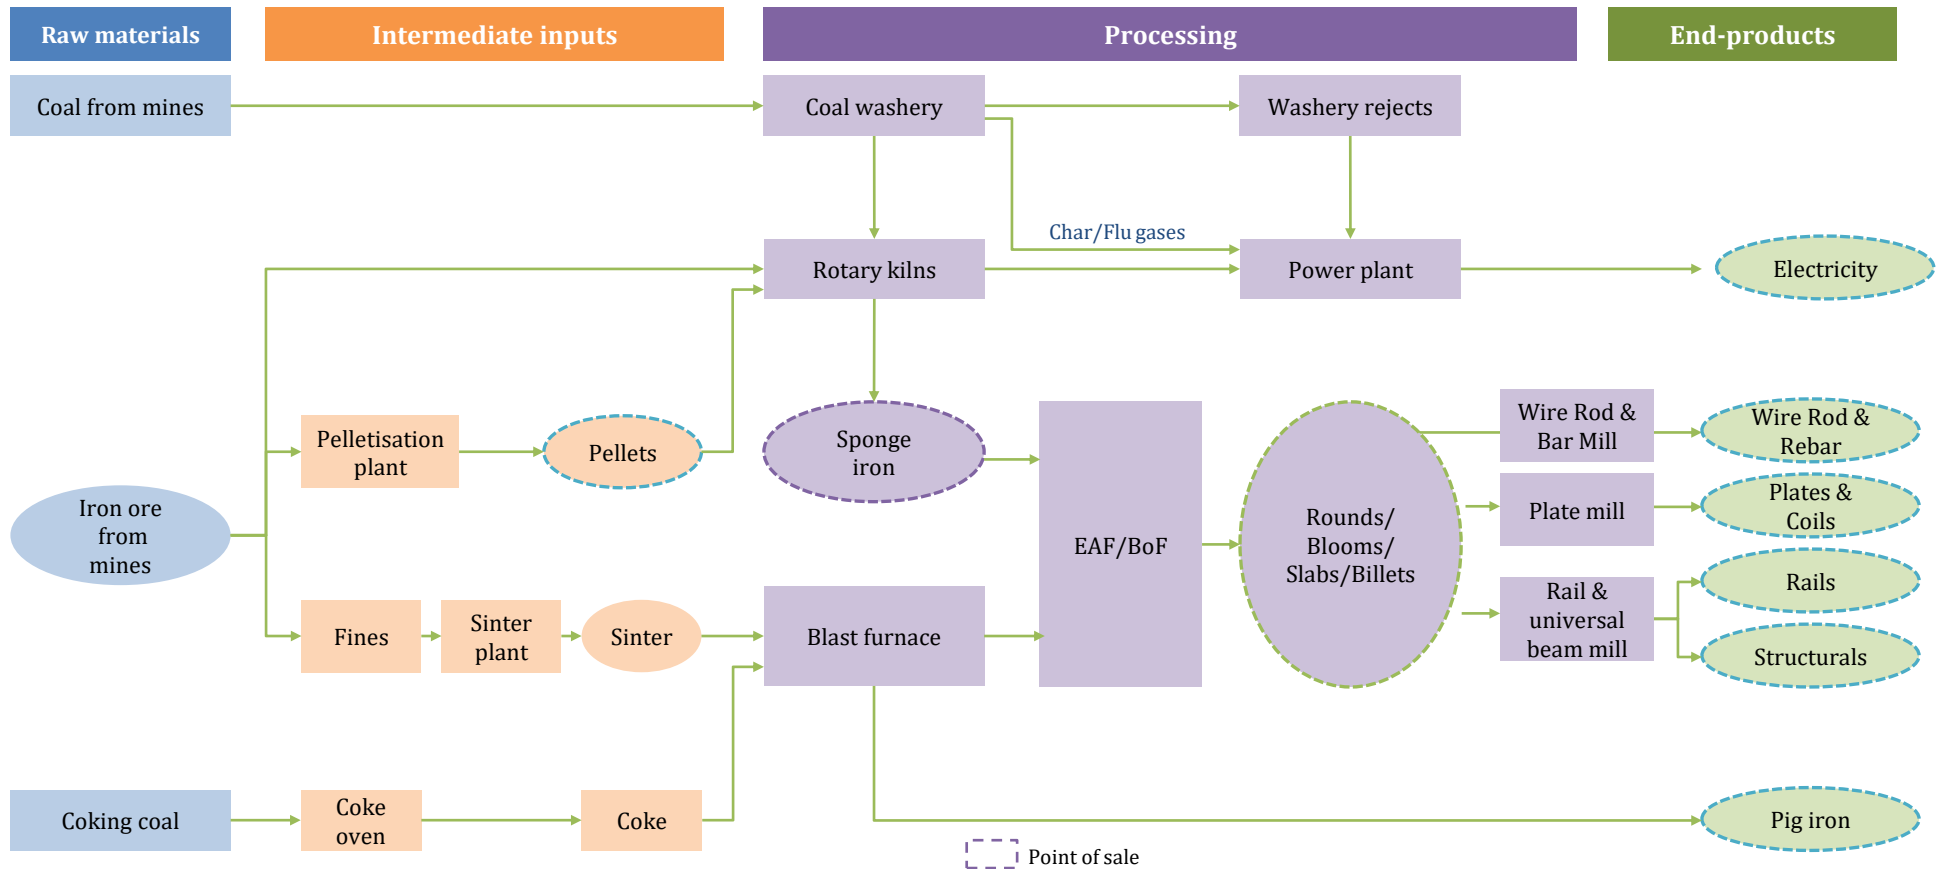 Raw materials
Intermediate inputs
Processing
End-products
Coal from mines
Coal washery
Washery rejects
Char/Flu gases
Rotary kilns
Power plant
Electricity
Pelletisation
plant
Pellets
Sponge
iron
Wire Rod &
Bar Mill
Wire Rod &
Rebar
Iron ore
from
mines
EAF/BoF
Rounds/
Blooms/
Slabs/Billets
Plate mill
Plates &
Coils
Fines
Sinter
plant
Sinter
Blast furnace
Rail &
universal
beam mill
Rails
Structurals
Coking coal
Coke
oven
Coke
Pig iron
Point of sale